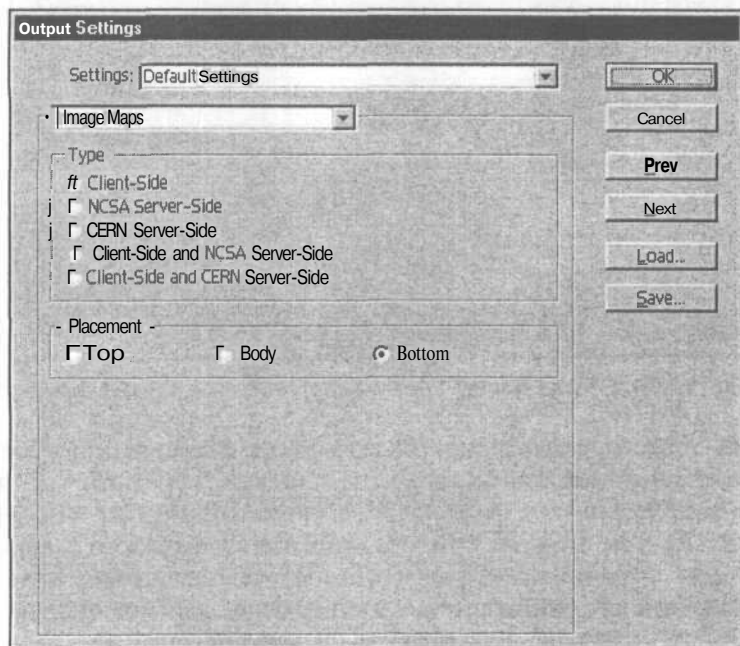 Output Settings
Settings: Default Settings
OK
Image Maps
Cancel
Type
Prev
ft Client-Side
j Γ NCSA Server-Side
Next
j Γ CERN Server-Side
Γ Client-Side and NCSA Server-Side
Load...
Γ Client-Side and CERN Server-Side
Save...
- Placement -
Γ Top Γ Body Bottom